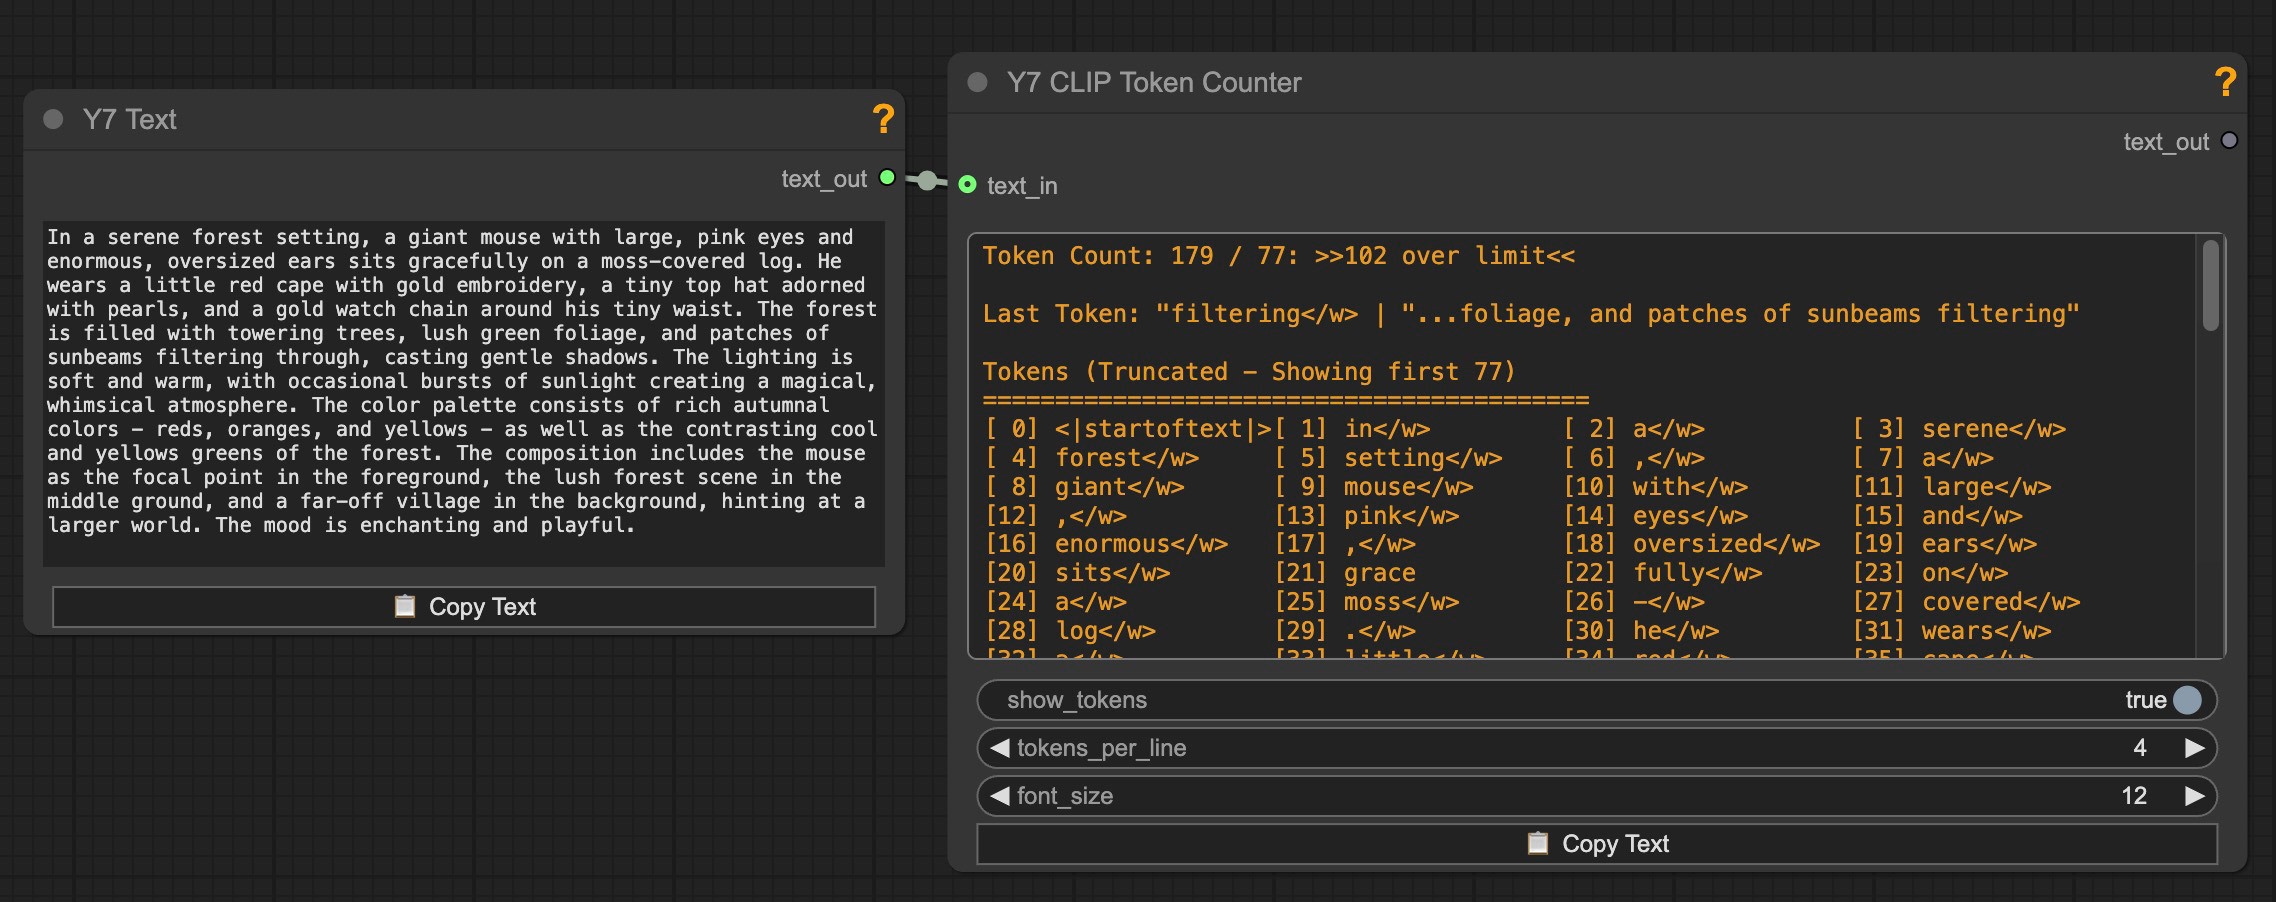 Y7 Text ?
text_out
In a serene forest setting, a giant mouse with large, pink eyes and
enormous, oversized ears sits gracefully on a moss-covered log. He
wears a little red cape with gold embroidery, a tiny top hat adorned
with pearls, and a gold watch chain around his tiny waist. The forest
is filled with towering trees, lush green foliage, and patches of
sunbeams filtering through, casting gentle shadows. The lighting is
soft and warm, with occasional bursts of sunlight creating a magical,
whimsical atmosphere. The color palette consists of rich autumnal
colors – reds, oranges, and yellows – as well as the contrasting cool
and yellows greens of the forest. The composition includes the mouse
as the focal point in the foreground, the lush forest scene in the
middle ground, and a far-off village in the background, hinting at a
larger world. The mood is enchanting and playful.
Copy Text
Y7 CLIP Token Counter ?
text_out
text_in
Token Count: 179 / 77: >>102 over limit<<
Last Token: "filtering</w> | "...foliage, and patches of sunbeams filtering"
Tokens (Truncated - Showing first 77)
==========================================
[ 0] <|startoftext|>[ 1] in</w> [ 2] a</w> [ 3] serene</w>
[ 4] forest</w> [ 5] setting</w> [ 6] ,</w> [ 7] a</w>
[ 8] giant</w> [ 9] mouse</w> [10] with</w> [11] large</w>
[12] ,</w> [13] pink</w> [14] eyes</w> [15] and</w>
[16] enormous</w> [17] ,</w> [18] oversized</w> [19] ears</w>
[20] sits</w> [21] grace [22] fully</w> [23] on</w>
[24] a</w> [25] moss</w> [26] -</w> [27] covered</w>
[28] log</w> [29] .</w> [30] he</w> [31] wears</w>
[32] a</w> [33] little</w> [34] red</w> [35] cape</w>
show_tokens true
tokens_per_line 4
font_size 12
Copy Text